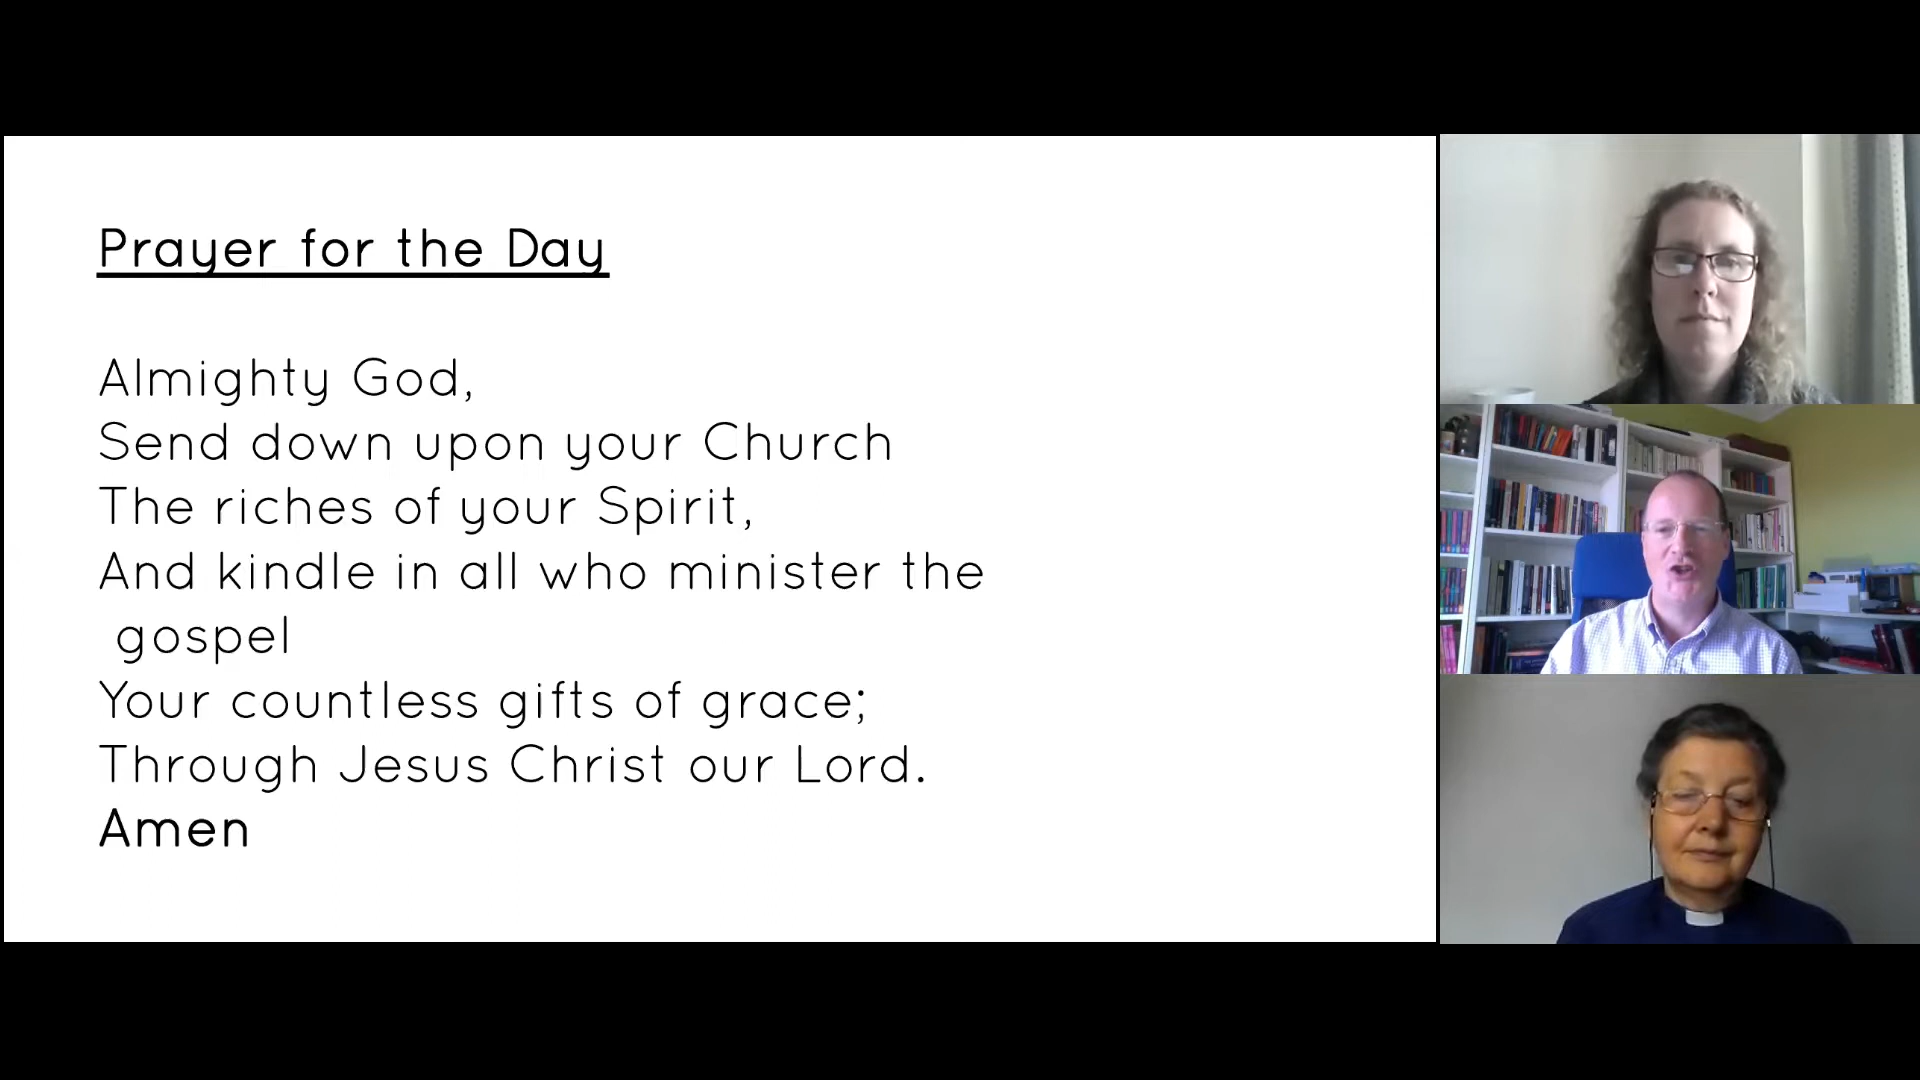 Prayer for the Day
Almighty God,
Send down upon your Church
The riches of your Spirit,
And kindle in all who minister the
gospel
Your countless gifts of grace;
Through Jesus Christ our Lord.
Amen